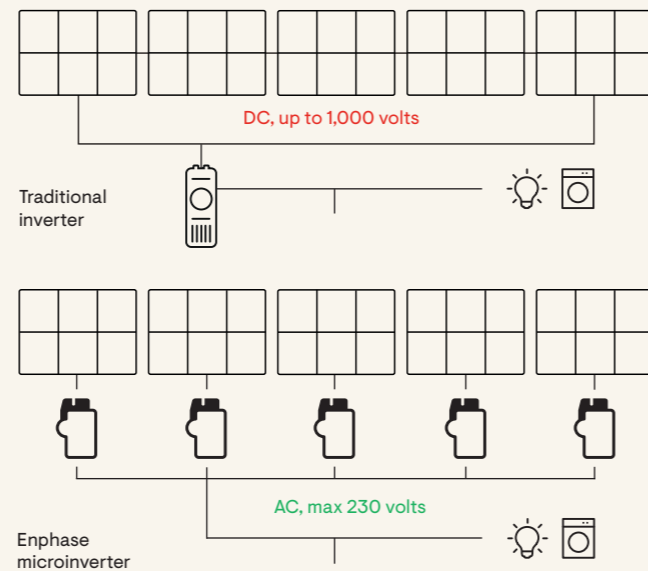 DC, up to 1,000 volts
Traditional
inverter
AC, max 230 volts
Enphase
microinverter